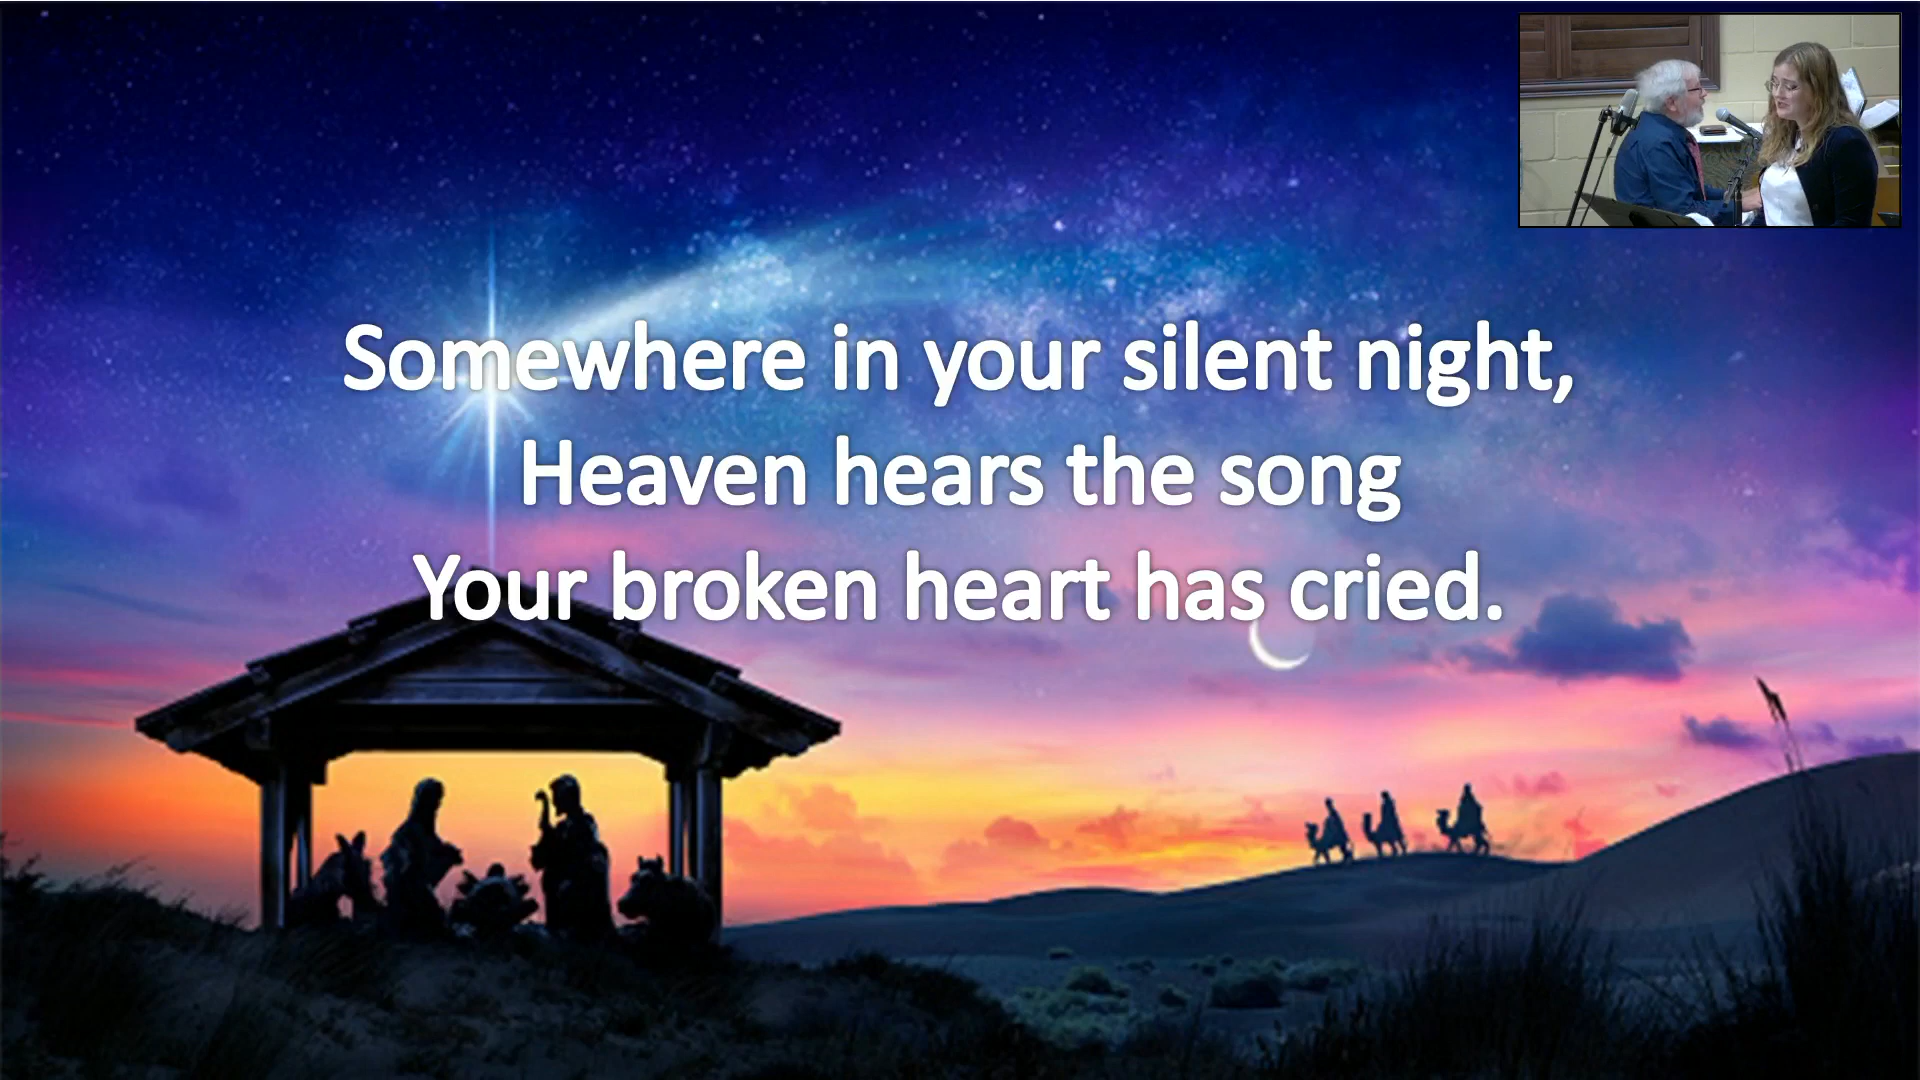 Somewhere in your silent night,
Heaven hears the song
Your broken heart has cried.